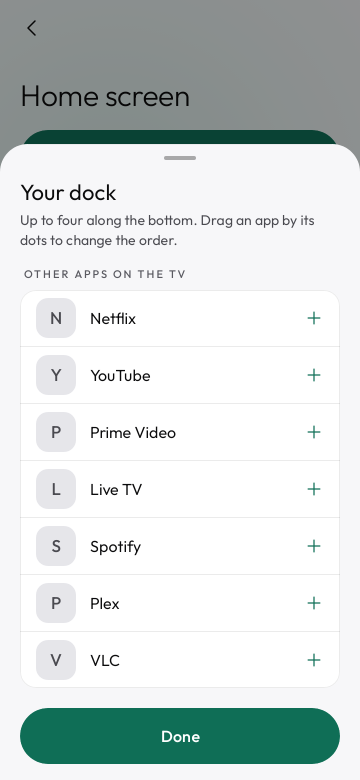 Home screen
Your dock
Up to four along the bottom. Drag an app by its
dots to change the order.
OTHER APPS ON THE TV
N Netflix
Y YouTube
P Prime Video
L Live TV
S Spotify
P Plex
V VLC
Done